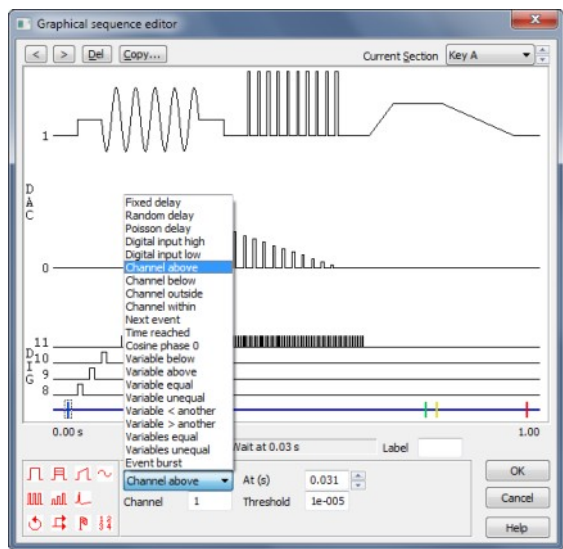 Graphical sequence editor
< > Del Copy... Current Section Key A
1
D
A
C
Fixed delay
Random delay
Poisson delay
Digital input high
Digital input low
0 Channel above
Channel below
Channel outside
Channel within
Next event
Time reached
Cosine phase 0
11
D
I
G
10
9
8
Variable below
Variable above
Variable equal
Variable unequal
Variable < another
Variable > another
Variables equal
Variables unequal
Event burst
0.00 s 1.00
Wait at 0.03 s Label
Channel above At (s) 0.031 OK
Channel 1 Threshold 1e-005 Cancel
Help